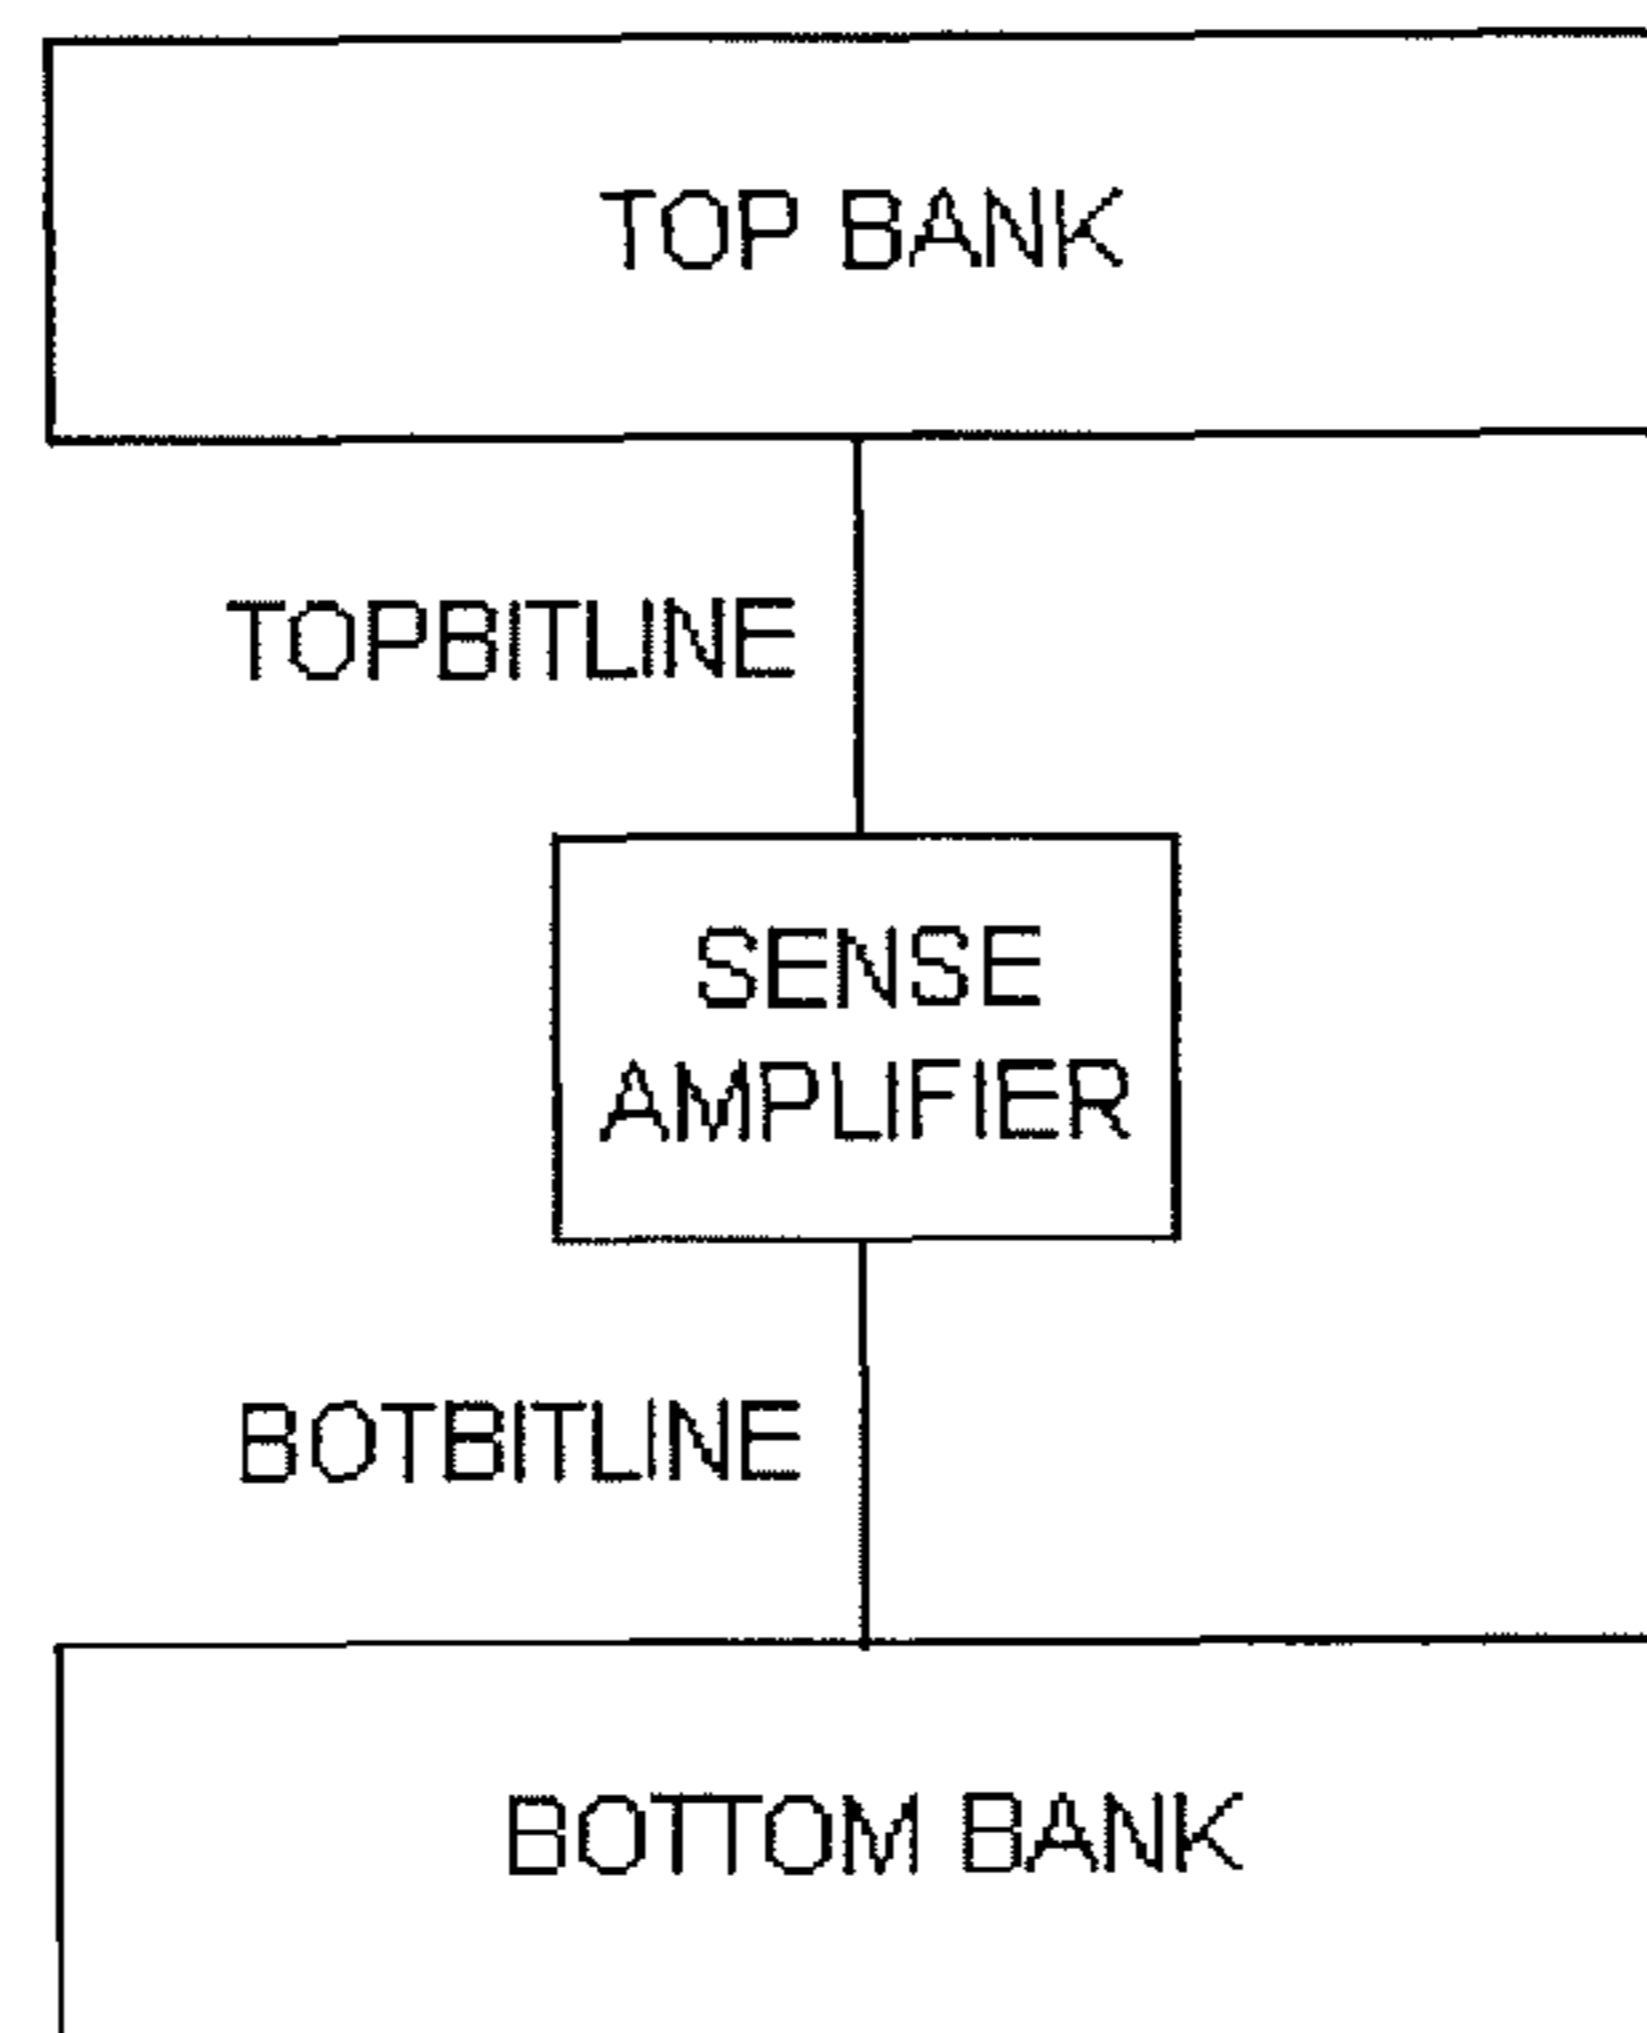 TOP BANK
TOPBITLINE
SENSE
AMPLIFIER
BOTBITLINE
BOTTOM BANK